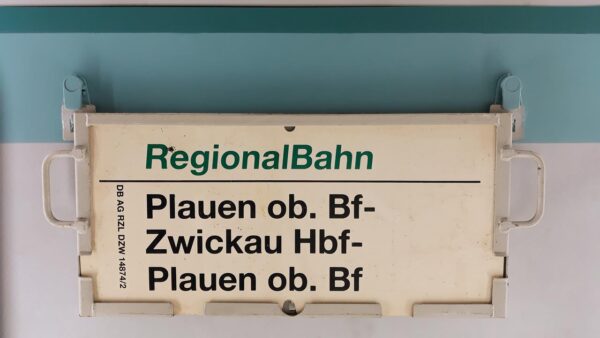 RegionalBahn
Plauen ob. Bf-
Zwickau Hbf-
Plauen ob. Bf
DB AG RZL DZW 14874/2